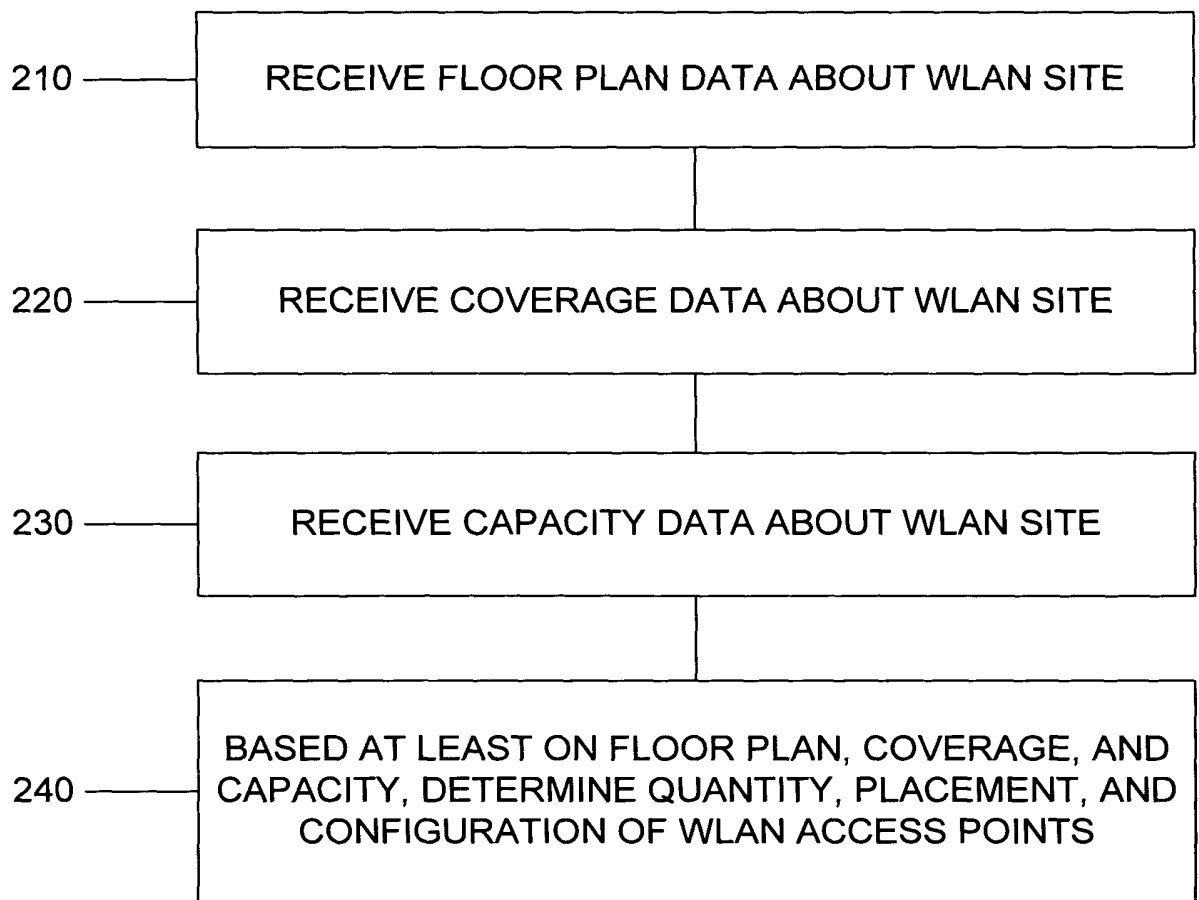 210
RECEIVE FLOOR PLAN DATA ABOUT WLAN SITE
220
RECEIVE COVERAGE DATA ABOUT WLAN SITE
230
RECEIVE CAPACITY DATA ABOUT WLAN SITE
240
BASED AT LEAST ON FLOOR PLAN, COVERAGE, AND
CAPACITY, DETERMINE QUANTITY, PLACEMENT, AND
CONFIGURATION OF WLAN ACCESS POINTS